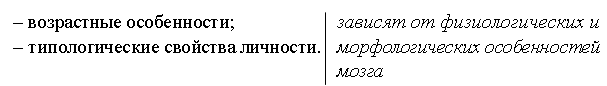 – возрастные особенности;
– типологические свойства личности.
зависят от физиологических и
морфологических особенностей
мозга